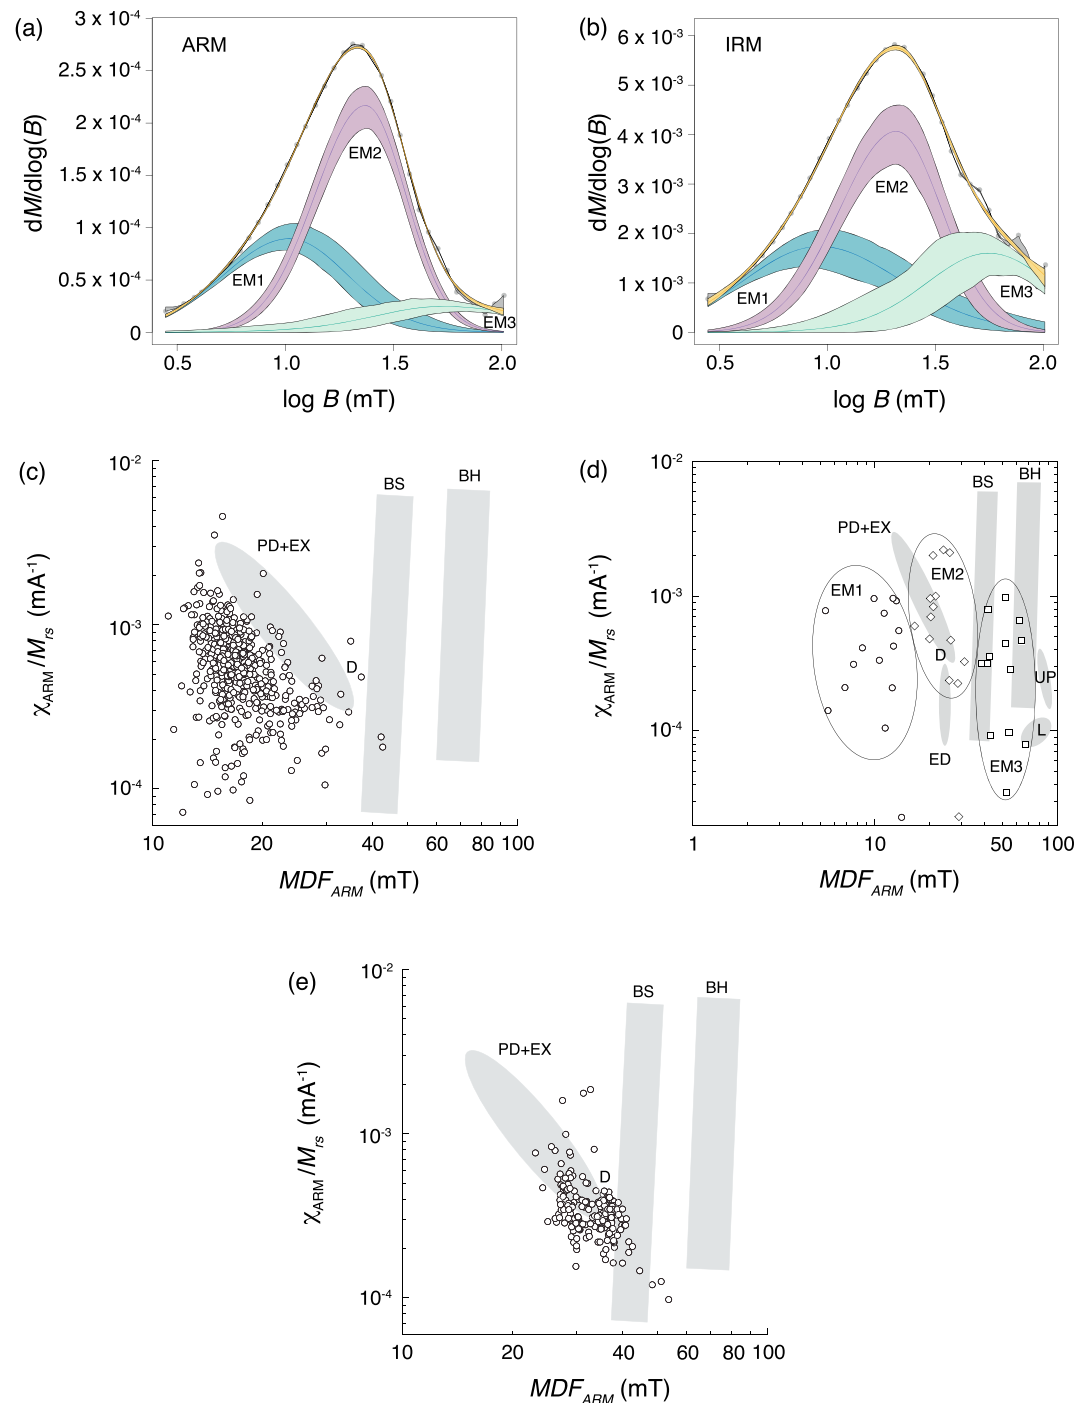 (a)
ARM
3 x 10-4
2.5 x 10-4
2 x 10-4
1.5 x 10-4
1 x 10-4
0.5 x 10-4
0
dM/dlog(B)
EM1
EM2
EM3
0.5
1.0
1.5
2.0
log B (mT)
(b)
IRM
6 x 10-3
5 x 10-3
4 x 10-3
3 x 10-3
2 x 10-3
1 x 10-3
0
dM/dlog(B)
EM1
EM2
EM3
0.5
1.0
1.5
2.0
log B (mT)
(c)
10-2
10-3
10-4
χARM/Mrs (mA-1)
PD+EX
D
BS
BH
10
20
40
60
80
100
MDFARM (mT)
(d)
10-2
10-3
10-4
χARM/Mrs (mA-1)
PD+EX
BS
BH
EM1
EM2
D
ED
EM3
UP
L
1
10
50
100
MDFARM (mT)
(e)
10-2
10-3
10-4
χARM/Mrs (mA-1)
PD+EX
D
BS
BH
10
20
40
60
80
100
MDFARM (mT)